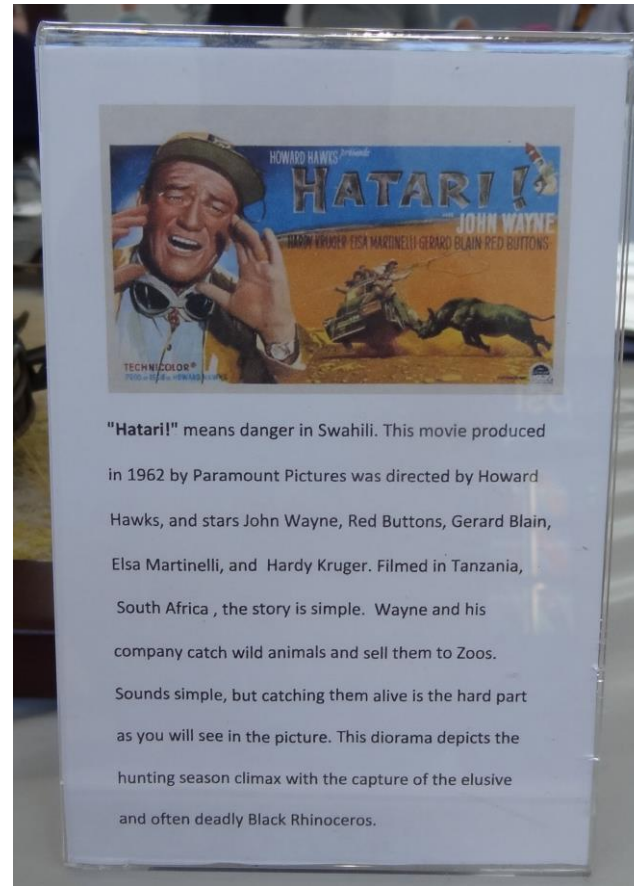 HOWARD HAWKS presents
HATARI!
JOHN WAYNE
HARDY KRUGER ELSA MARTINELLI GERARD BLAIN RED BUTTONS
TECHNICOLOR®
"Hatari!" means danger in Swahili. This movie produced
in 1962 by Paramount Pictures was directed by Howard
Hawks, and stars John Wayne, Red Buttons, Gerard Blain,
Elsa Martinelli, and Hardy Kruger. Filmed in Tanzania,
South Africa , the story is simple. Wayne and his
company catch wild animals and sell them to Zoos.
Sounds simple, but catching them alive is the hard part
as you will see in the picture. This diorama depicts the
hunting season climax with the capture of the elusive
and often deadly Black Rhinoceros.